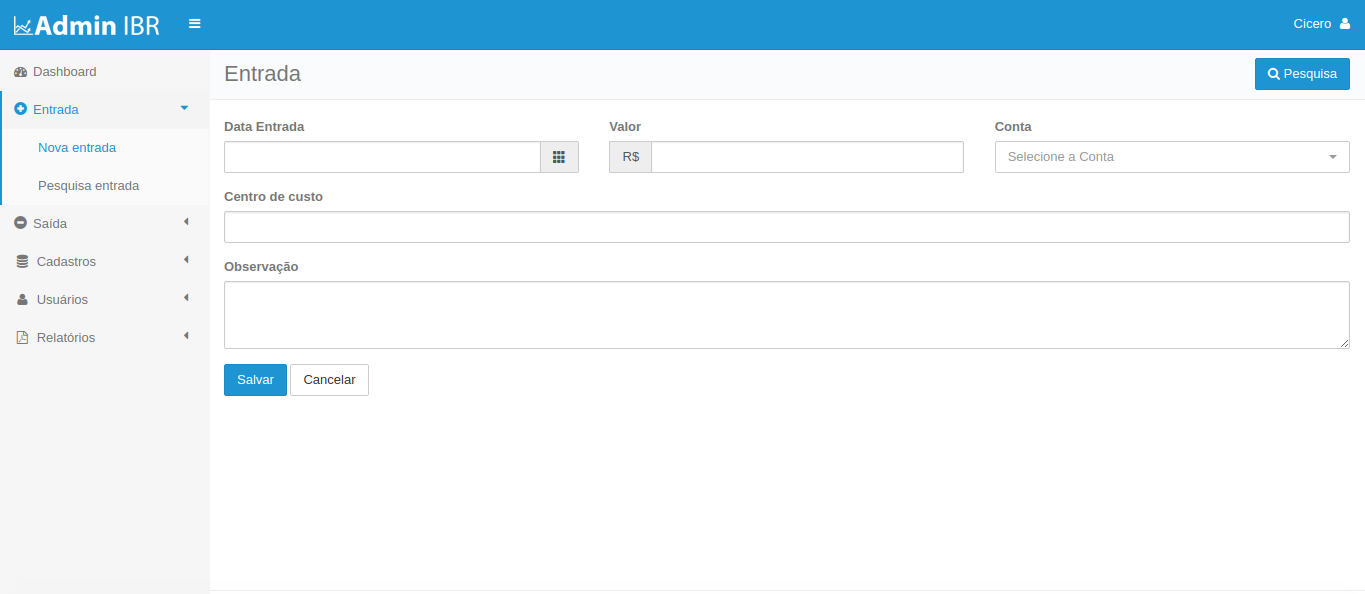 Admin IBR
Cicero
Dashboard
Entrada
Nova entrada
Pesquisa entrada
Saída
Cadastros
Usuários
Relatórios
Entrada
Pesquisa
Data Entrada
Valor
R$
Conta
Selecione a Conta
Centro de custo
Observação
Salvar
Cancelar